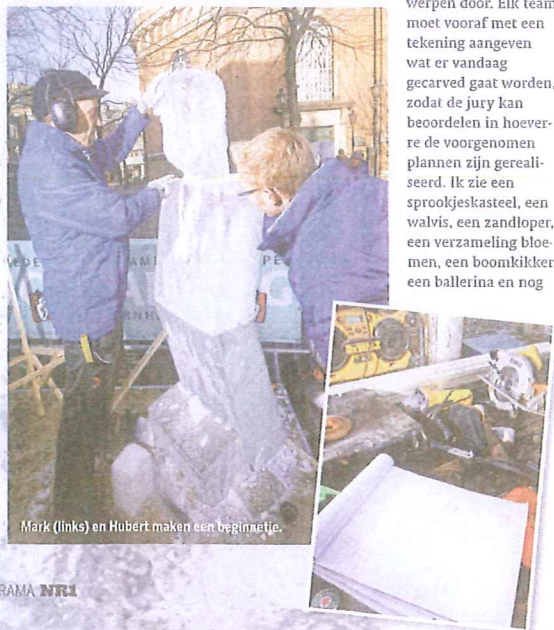 werpen door. Elk team
moet vooraf met een
tekening aangeven
wat er vandaag
gecarved gaat worden,
zodat de jury kan
beoordelen in hoever-
re de voorgenomen
plannen zijn gereali-
seerd. Ik zie een
sprookjeskasteel, een
walvis, een zandloper,
een verzameling bloe-
men, een boomkikker,
een ballerina en nog
Mark (links) en Hubert maken een beginnetje.
RAMA NR1